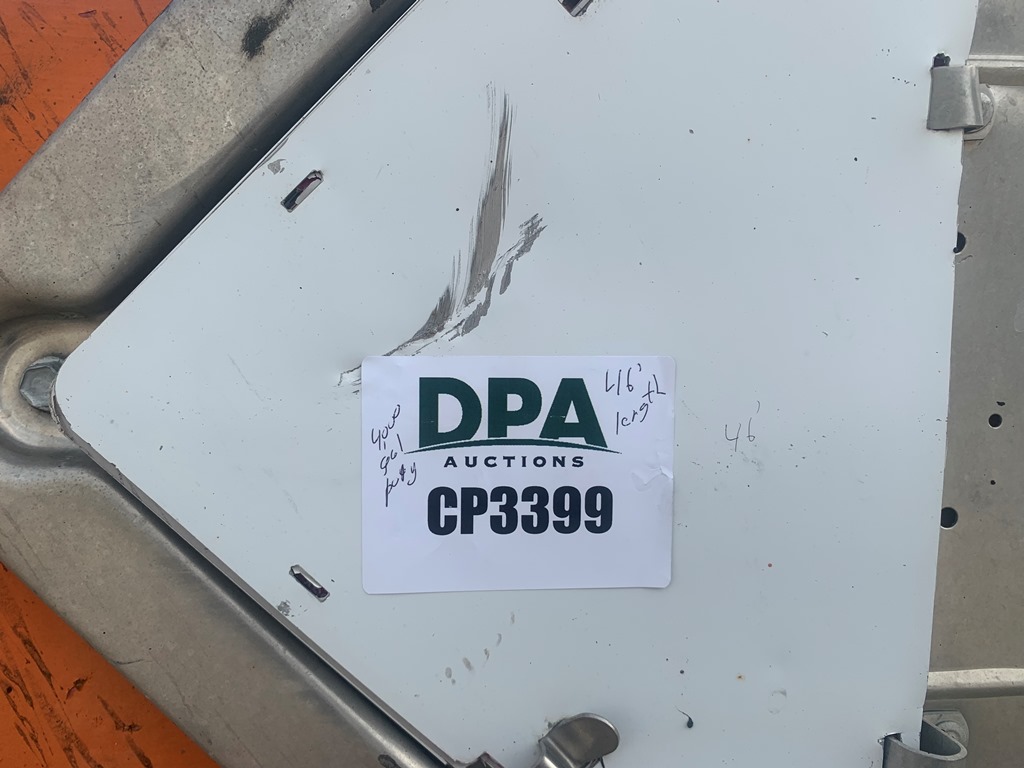 DPA
AUCTIONS
CP3399
46'
length
4000
gal
46'